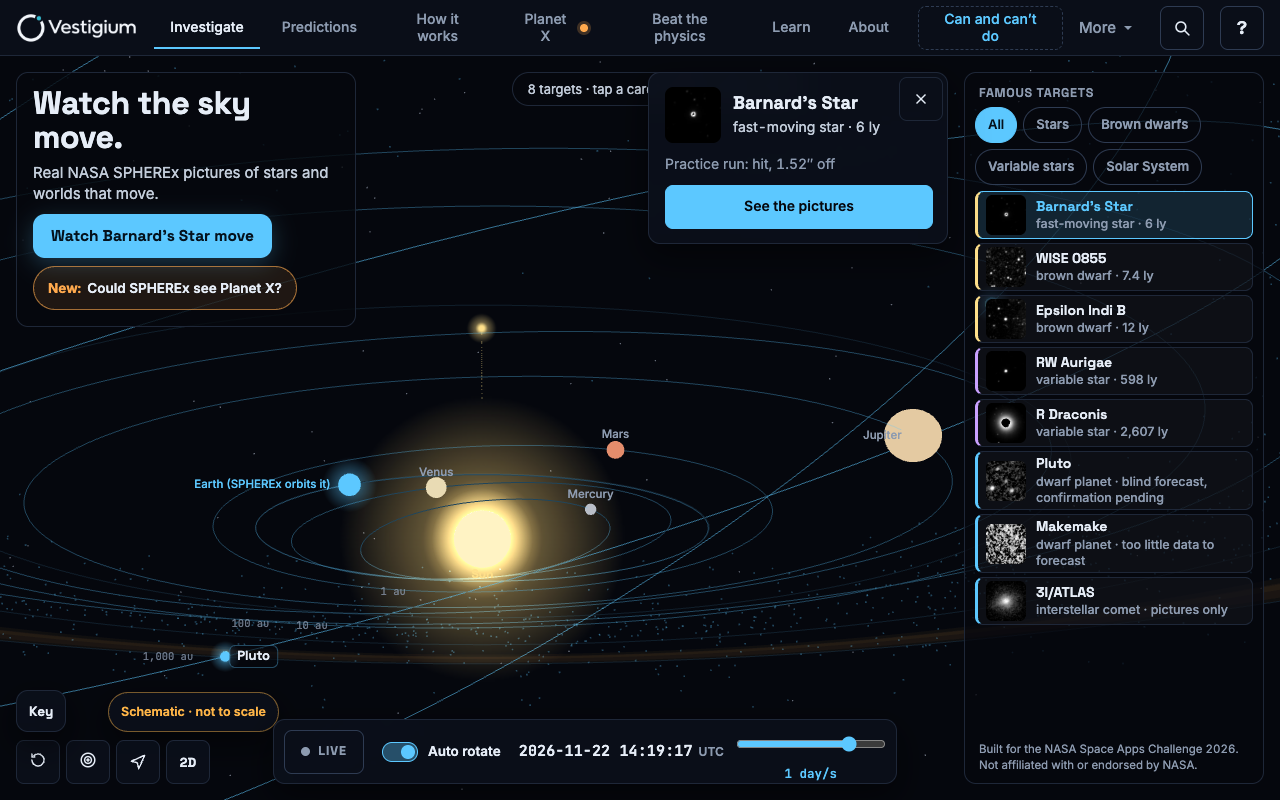 Vestigium
Investigate
Predictions
How it works
Planet X
Beat the physics
Learn
About
Can and can't do
More
?
Watch the sky
move.
Real NASA SPHEREx pictures of stars and
worlds that move.
Watch Barnard's Star move
New: Could SPHEREx see Planet X?
8 targets · tap a car
Barnard's Star
fast-moving star · 6 ly
Practice run: hit, 1.52″ off
See the pictures
FAMOUS TARGETS
All
Stars
Brown dwarfs
Variable stars
Solar System
Barnard's Star
fast-moving star · 6 ly
WISE 0855
brown dwarf · 7.4 ly
Epsilon Indi B
brown dwarf · 12 ly
RW Aurigae
variable star · 598 ly
R Draconis
variable star · 2,607 ly
Pluto
dwarf planet · blind forecast,
confirmation pending
Makemake
dwarf planet · too little data to
forecast
3I/ATLAS
interstellar comet · pictures only
Built for the NASA Space Apps Challenge 2026.
Not affiliated with or endorsed by NASA.
Mars
Jupiter
Venus
Earth (SPHEREx orbits it)
Mercury
1 au
100 au
10 au
1,000 au
Pluto
Key
Schematic · not to scale
2D
LIVE
Auto rotate
2026-11-22 14:19:17 UTC
1 day/s